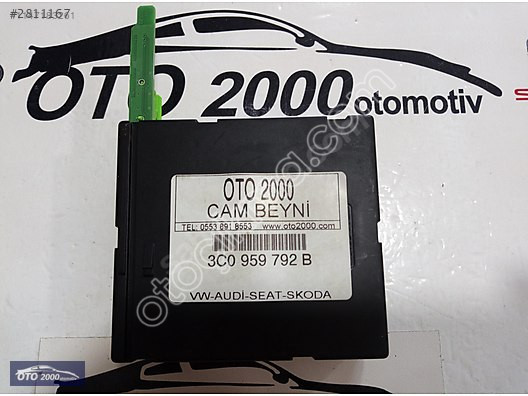 #2811167
OTO 2000 otomotiv
OTO 2000
CAM BEYNİ
TEL: 0553 891 8553 www.oto2000.com
3C0 959 792 B
VW-AUDİ-SEAT-SKODA
OTO 2000